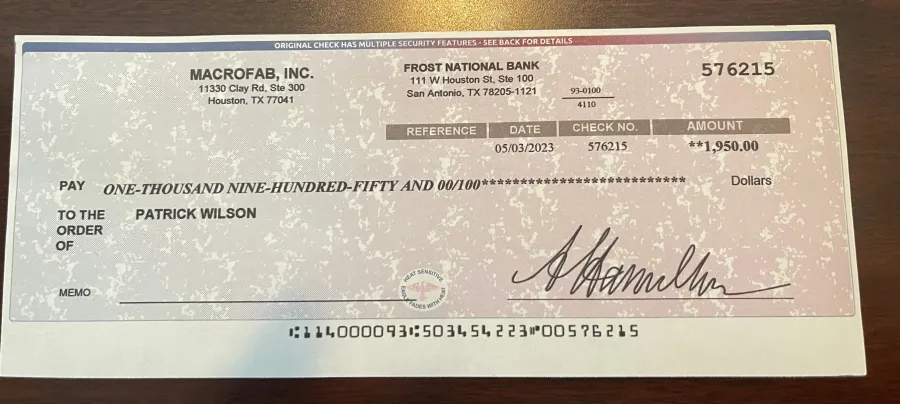 ORIGINAL CHECK HAS MULTIPLE SECURITY FEATURES - SEE BACK FOR DETAILS
MACROFAB, INC.
11330 Clay Rd, Ste 300
Houston, TX 77041
FROST NATIONAL BANK
111 W Houston St, Ste 100
San Antonio, TX 78205-1121
93-0100
4110
576215
REFERENCE DATE CHECK NO. AMOUNT
05/03/2023 576215 **1,950.00
PAY ONE-THOUSAND NINE-HUNDRED-FIFTY AND 00/100*************************** Dollars
TO THE
ORDER
OF
PATRICK WILSON
MEMO
HEAT SENSITIVE
FADES WITH HEAT
A Hamilton
⑆114000093⑆503454223⑈00576215